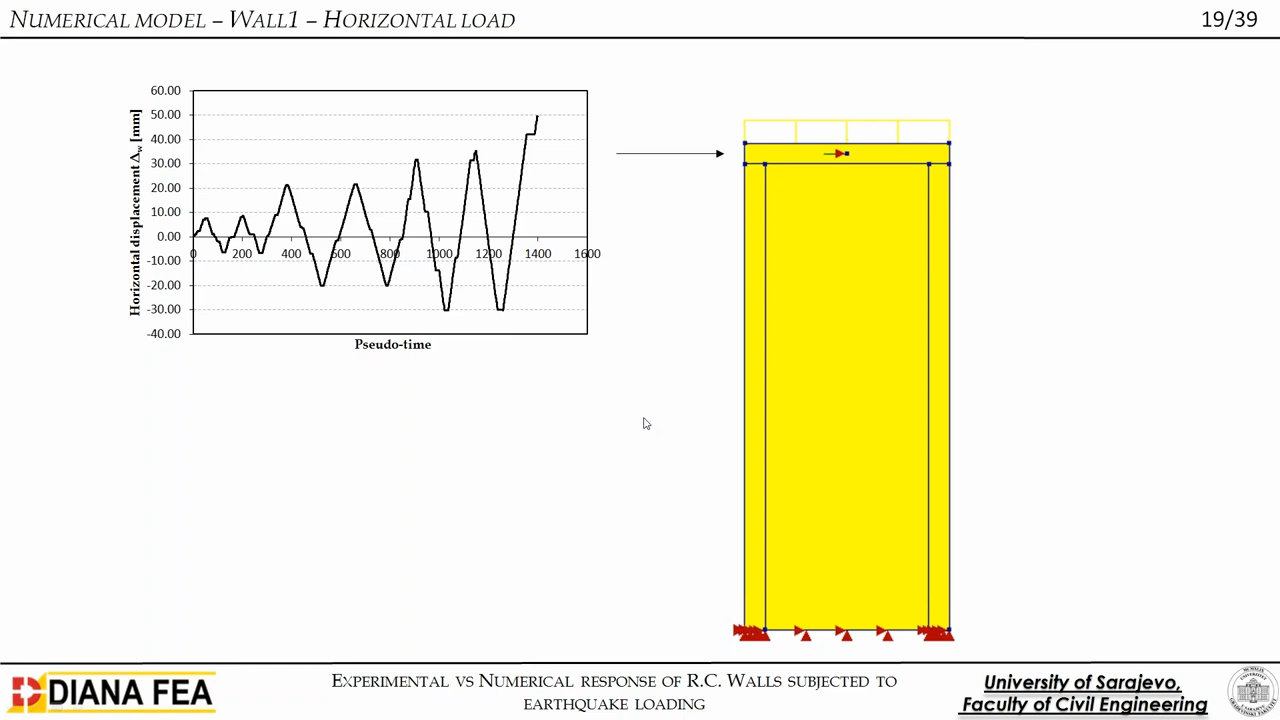 NUMERICAL MODEL – WALL1 – HORIZONTAL LOAD
19/39
60.00
50.00
40.00
30.00
20.00
10.00
0.00
-10.00
-20.00
-30.00
-40.00
0 200 400 600 800 1000 1200 1400 1600
Horizontal displacement Δw [mm]
Pseudo-time
DIANA FEA
EXPERIMENTAL VS NUMERICAL RESPONSE OF R.C. WALLS SUBJECTED TO
EARTHQUAKE LOADING
University of Sarajevo,
Faculty of Civil Engineering